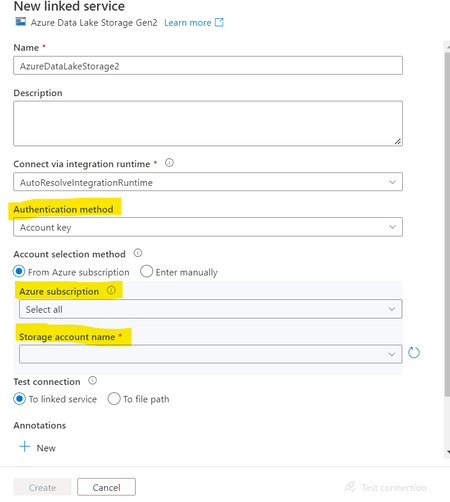 New linked service
Azure Data Lake Storage Gen2 Learn more
Name *
AzureDataLakeStorage2
Description
Connect via integration runtime *
AutoResolveIntegrationRuntime
Authentication method
Account key
Account selection method
From Azure subscription Enter manually
Azure subscription
Select all
Storage account name *
Test connection
To linked service To file path
Annotations
+ New
Create Cancel Test connection